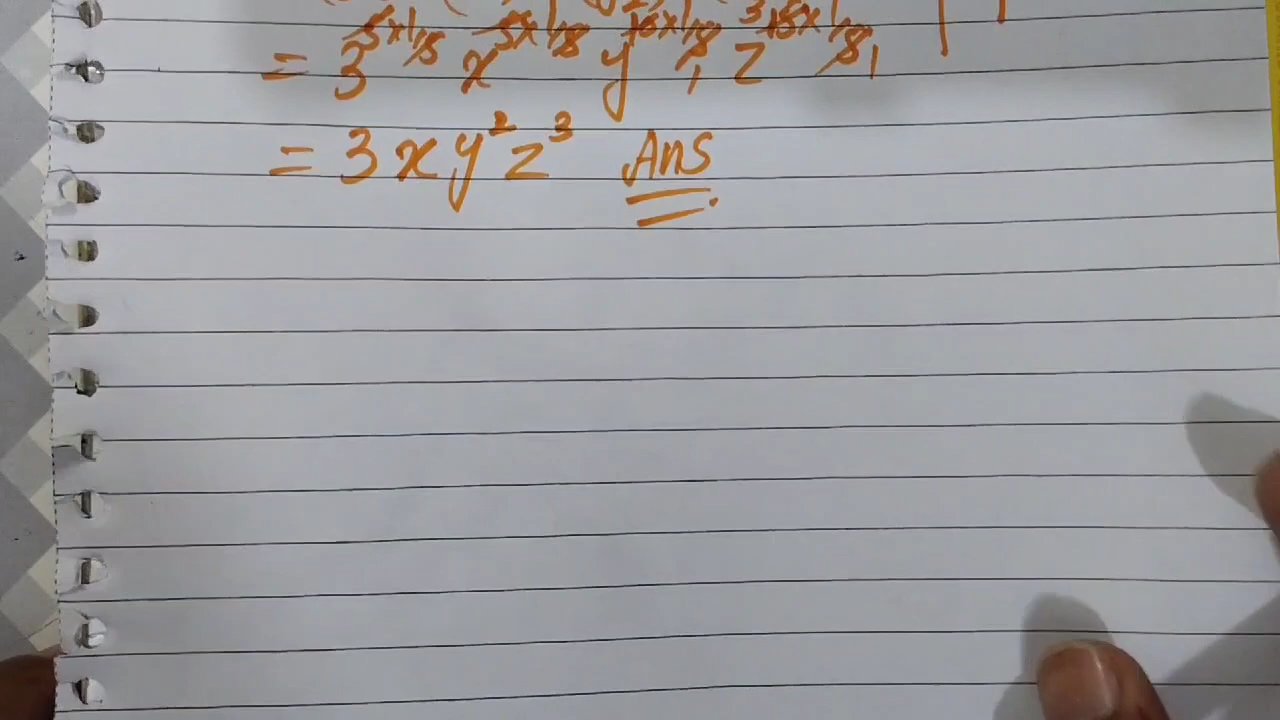 = 3^5×1/5 x^5×1/5 y^10×1/5 z^15×1/5
= 3xy²z³ Ans